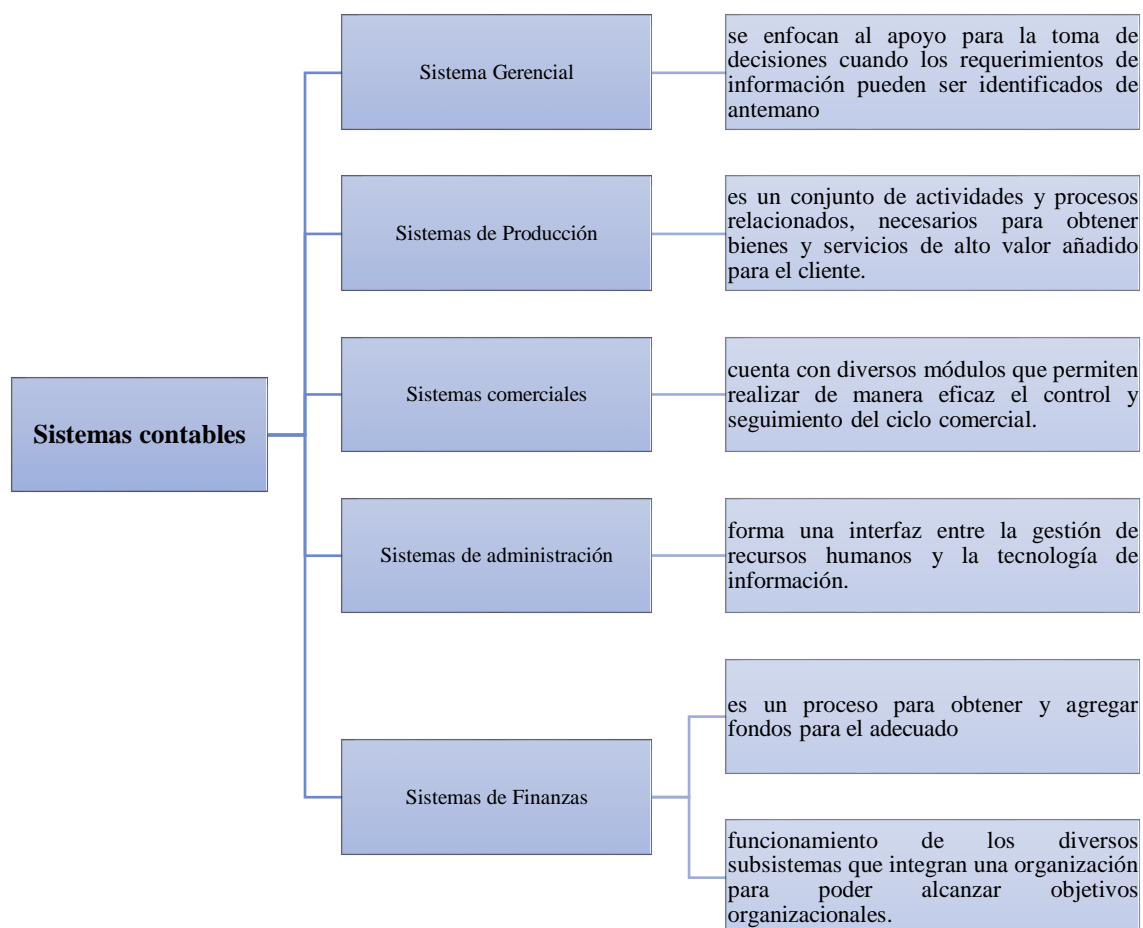 Sistemas contables
Sistema Gerencial
se enfocan al apoyo para la toma de
decisiones cuando los requerimientos de
información pueden ser identificados de
antemano
Sistemas de Producción
es un conjunto de actividades y procesos
relacionados, necesarios para obtener
bienes y servicios de alto valor añadido
para el cliente.
Sistemas comerciales
cuenta con diversos módulos que permiten
realizar de manera eficaz el control y
seguimiento del ciclo comercial.
Sistemas de administración
forma una interfaz entre la gestión de
recursos humanos y la tecnología de
información.
Sistemas de Finanzas
es un proceso para obtener y agregar
fondos para el adecuado
funcionamiento de los diversos
subsistemas que integran una organización
para poder alcanzar objetivos
organizacionales.